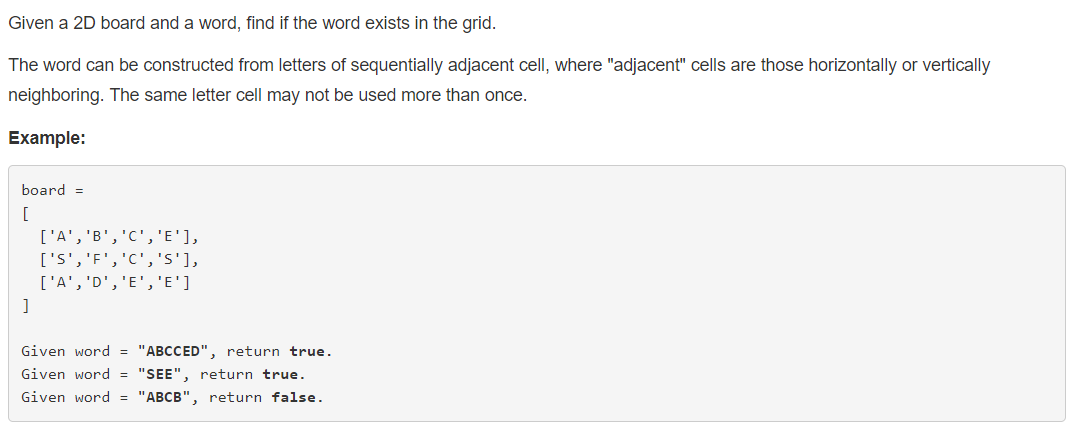 Given a 2D board and a word, find if the word exists in the grid.
The word can be constructed from letters of sequentially adjacent cell, where "adjacent" cells are those horizontally or vertically
neighboring. The same letter cell may not be used more than once.
Example:
board =
[
  ['A','B','C','E'],
  ['S','F','C','S'],
  ['A','D','E','E']
]
Given word = "ABCCED", return true.
Given word = "SEE", return true.
Given word = "ABCB", return false.